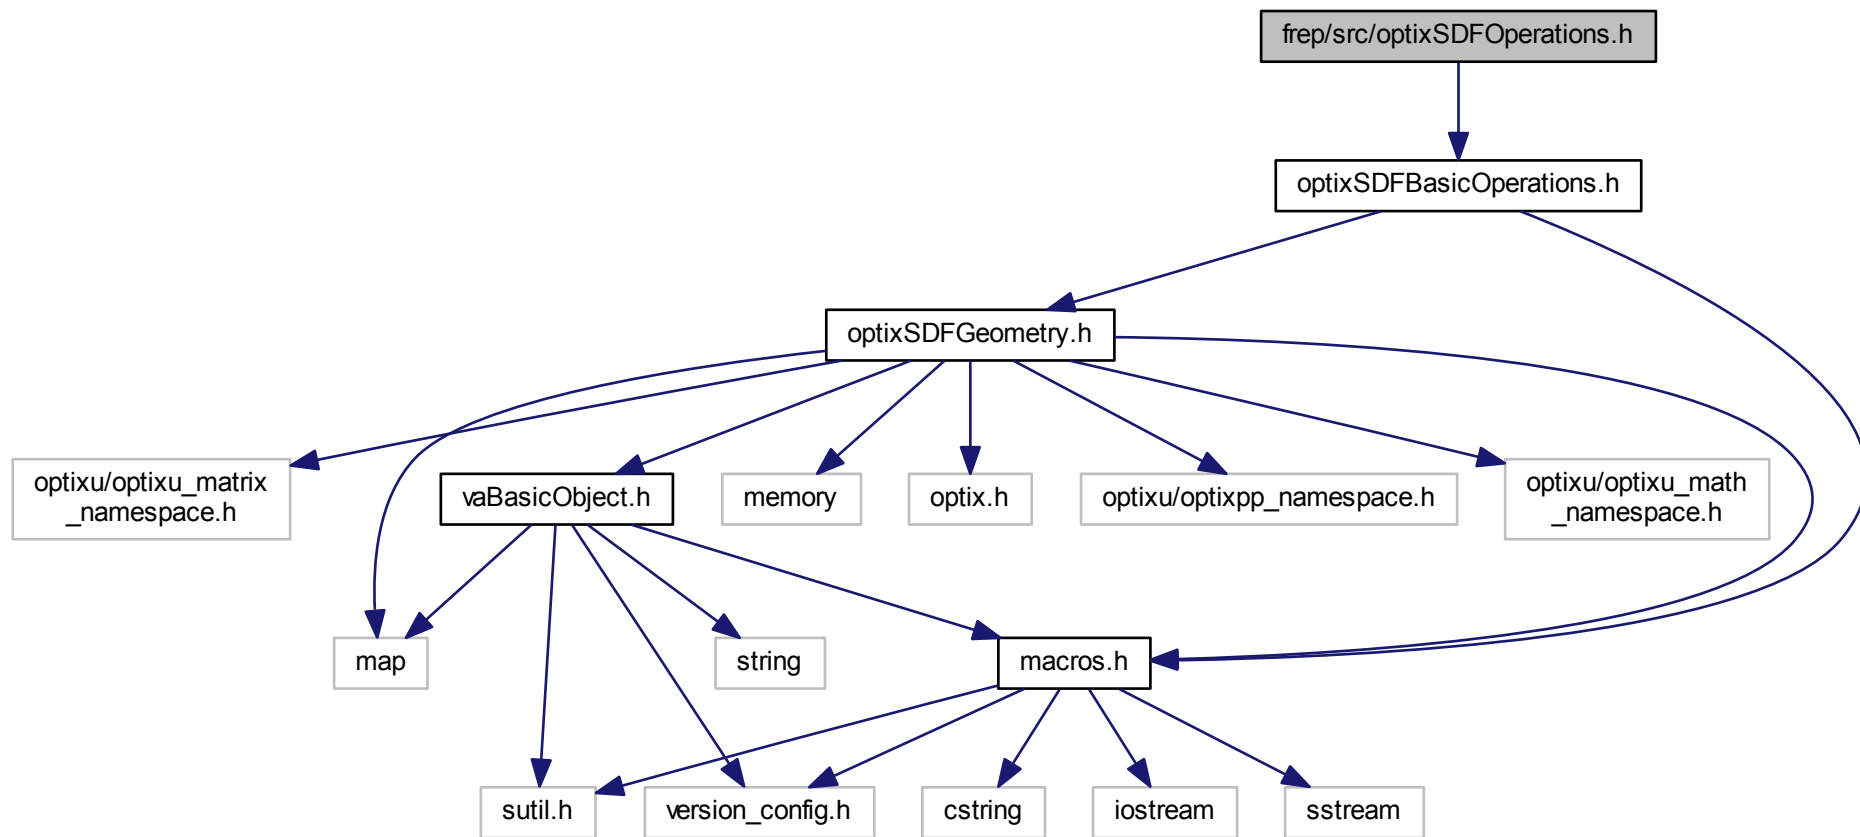 frep/src/optixSDFOperations.h
optixSDFBasicOperations.h
optixSDFGeometry.h
optixu/optixu_matrix
_namespace.h
vaBasicObject.h
memory
optix.h
optixu/optixpp_namespace.h
optixu/optixu_math
_namespace.h
map
string
macros.h
sutil.h
version_config.h
cstring
iostream
sstream